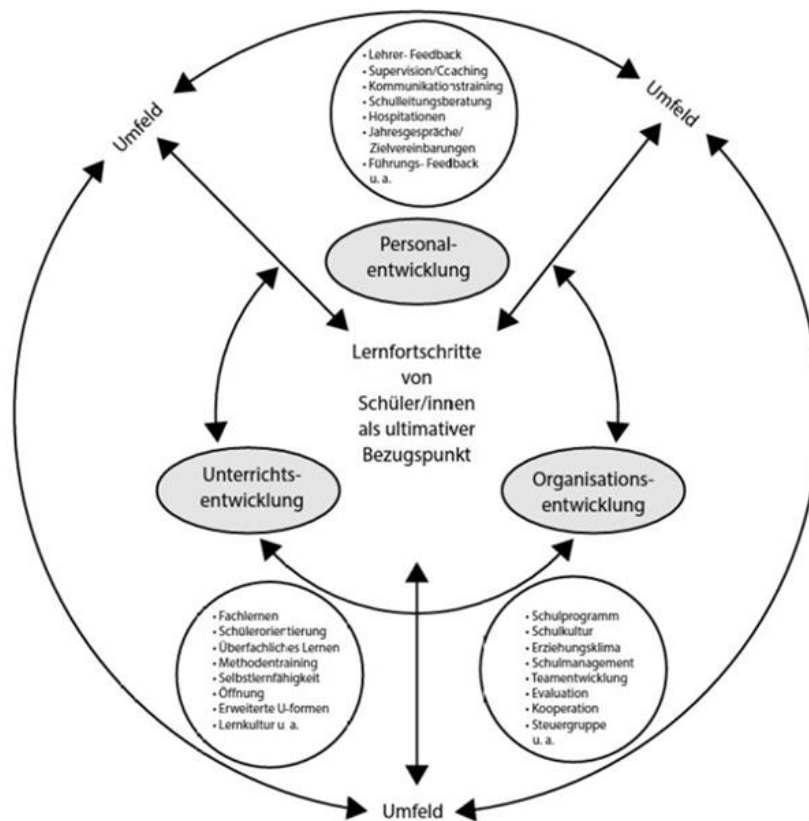 • Lehrer- Feedback
• Supervision/Coaching
• Kommunikationstraining
• Schulleitungsberatung
• Hospitationen
• Jahresgespräche/
Zielvereinbarungen
• Führungs- Feedback
u. a.
Umfeld
Umfeld
Personal-
entwicklung
Lernfortschritte
von
Schüler/innen
als ultimativer
Bezugspunkt
Unterrichts-
entwicklung
Organisations-
entwicklung
• Fachlernen
• Schülerorientierung
• Überfachliches Lernen
• Methodentraining
• Selbstlernfähigkeit
• Öffnung
• Erweiterte U-formen
• Lernkultur u. a.
• Schulprogramm
• Schulkultur
• Erziehungsklima
• Schulmanagement
• Teamentwicklung
• Evaluation
• Kooperation
• Steuergruppe
u. a.
Umfeld